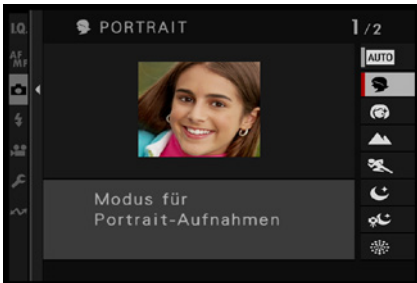 I.Q.
PORTRAIT
1/2
AF
MF
AUTO
Modus für
Portrait-Aufnahmen